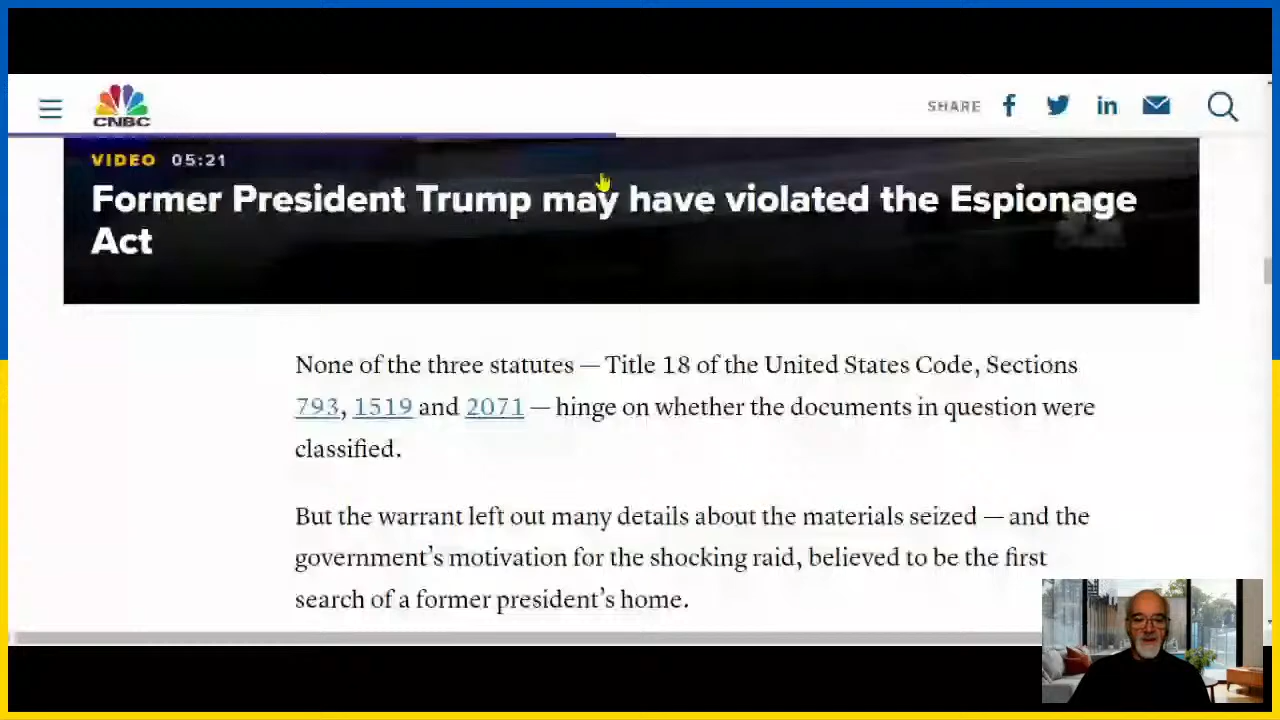 SHARE
CNBC
VIDEO 05:21
Former President Trump may have violated the Espionage
Act
None of the three statutes — Title 18 of the United States Code, Sections
793, 1519 and 2071 — hinge on whether the documents in question were
classified.
But the warrant left out many details about the materials seized — and the
government’s motivation for the shocking raid, believed to be the first
search of a former president’s home.